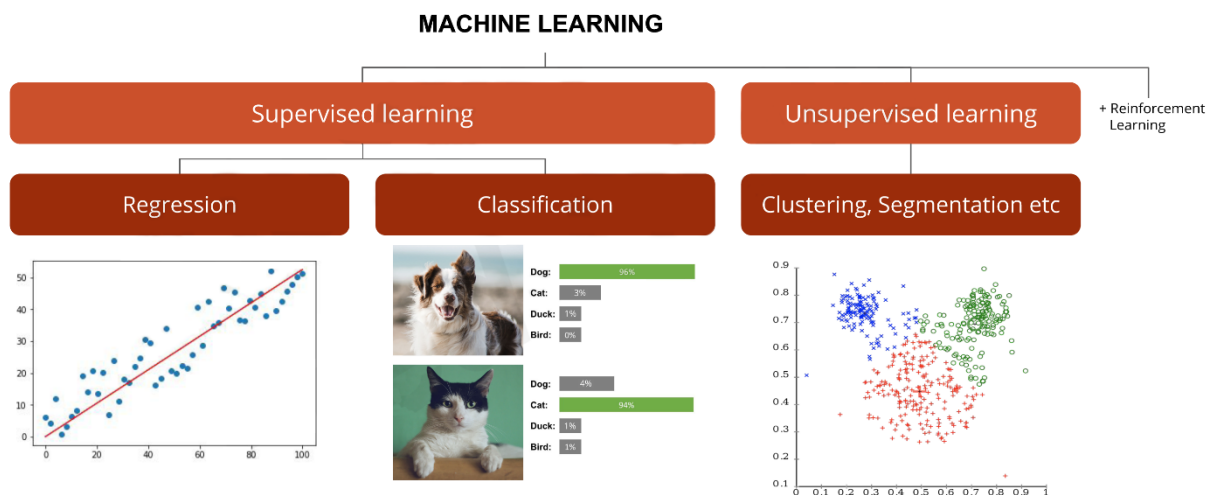 MACHINE LEARNING
Supervised learning
Unsupervised learning
+ Reinforcement
Learning
Regression
Classification
Clustering, Segmentation etc
50
40
30
20
10
0
0
20
40
60
80
100
Dog: 96%
Cat: 3%
Duck: 1%
Bird: 0%
Dog: 4%
Cat: 94%
Duck: 1%
Bird: 1%
0.9
0.8
0.7
0.6
0.5
0.4
0.3
0.2
0.1
0 0.1 0.2 0.3 0.4 0.5 0.6 0.7 0.8 0.9 1